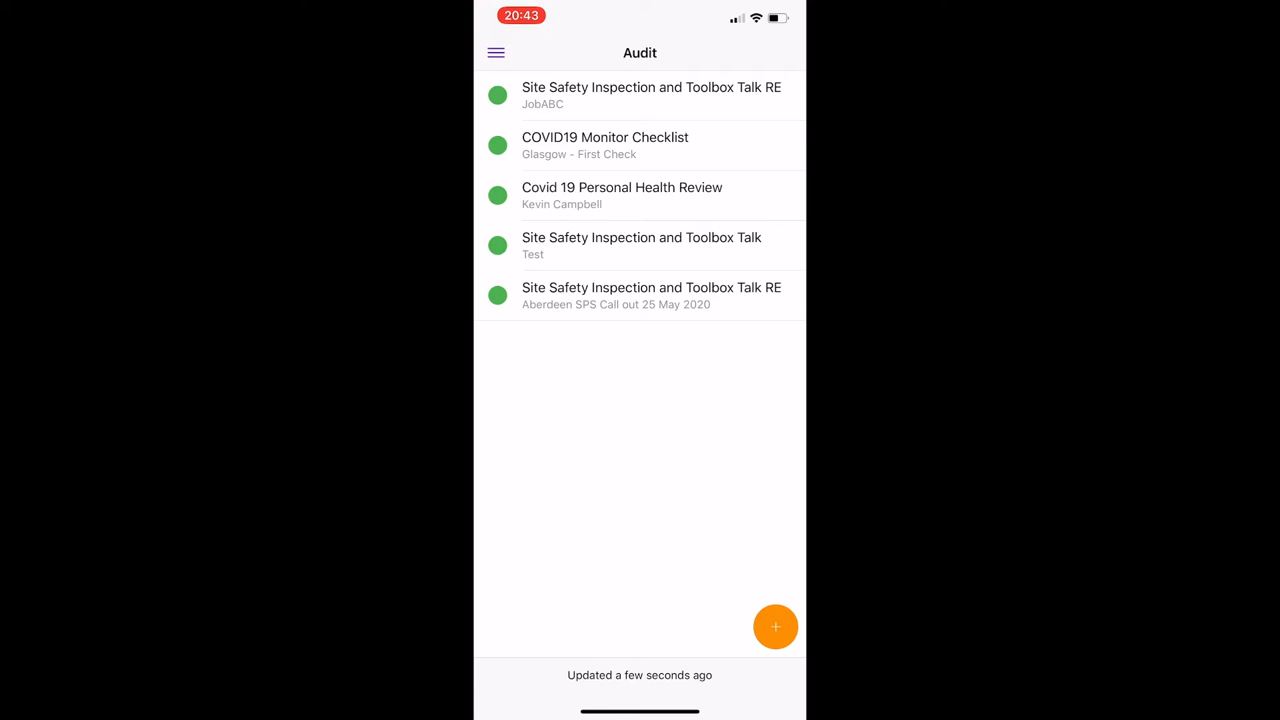 20:43
Audit
Site Safety Inspection and Toolbox Talk RE
JobABC
COVID19 Monitor Checklist
Glasgow - First Check
Covid 19 Personal Health Review
Kevin Campbell
Site Safety Inspection and Toolbox Talk
Test
Site Safety Inspection and Toolbox Talk RE
Aberdeen SPS Call out 25 May 2020
+
Updated a few seconds ago